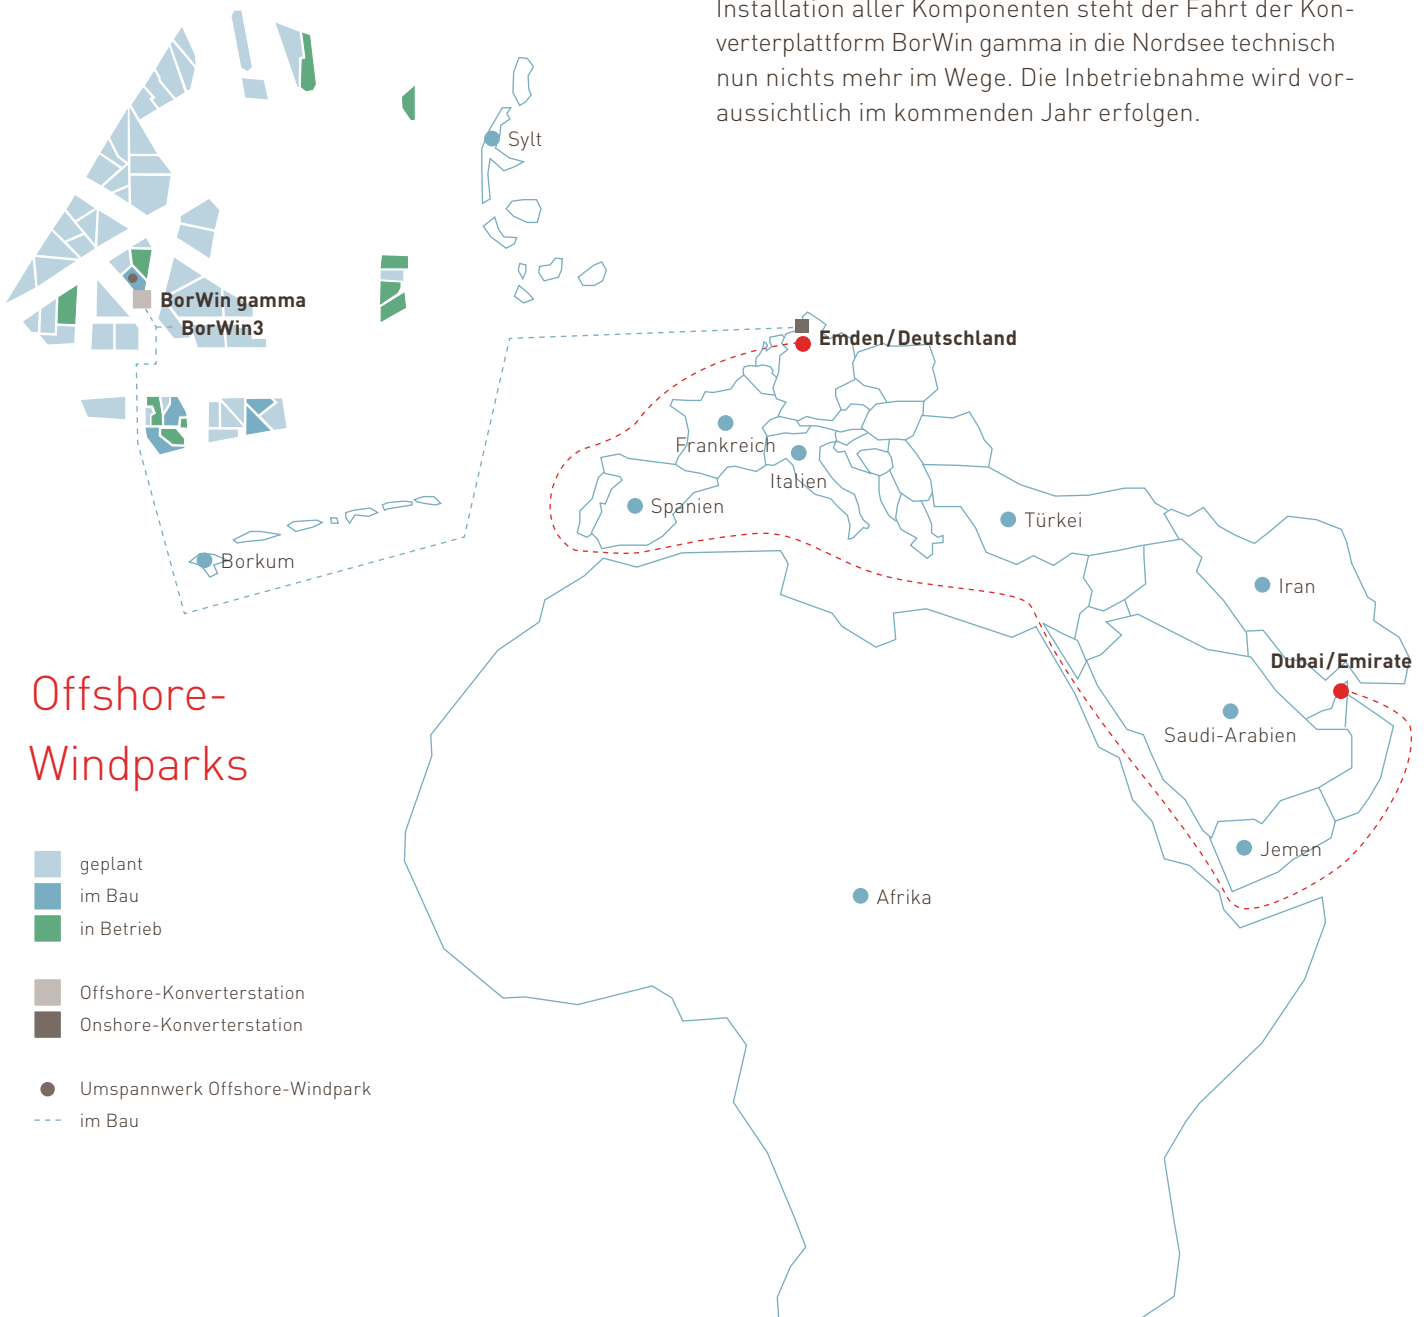 Installation aller Komponenten steht der Fahrt der Kon-
verterplattform BorWin gamma in die Nordsee technisch
nun nichts mehr im Wege. Die Inbetriebnahme wird vor-
aussichtlich im kommenden Jahr erfolgen.
Sylt
BorWin gamma
BorWin3
Emden/Deutschland
Frankreich
Italien
Spanien
Türkei
Borkum
Iran
Dubai/Emirate
Saudi-Arabien
Jemen
Afrika
Offshore-
Windparks
geplant
im Bau
in Betrieb
Offshore-Konverterstation
Onshore-Konverterstation
Umspannwerk Offshore-Windpark
im Bau